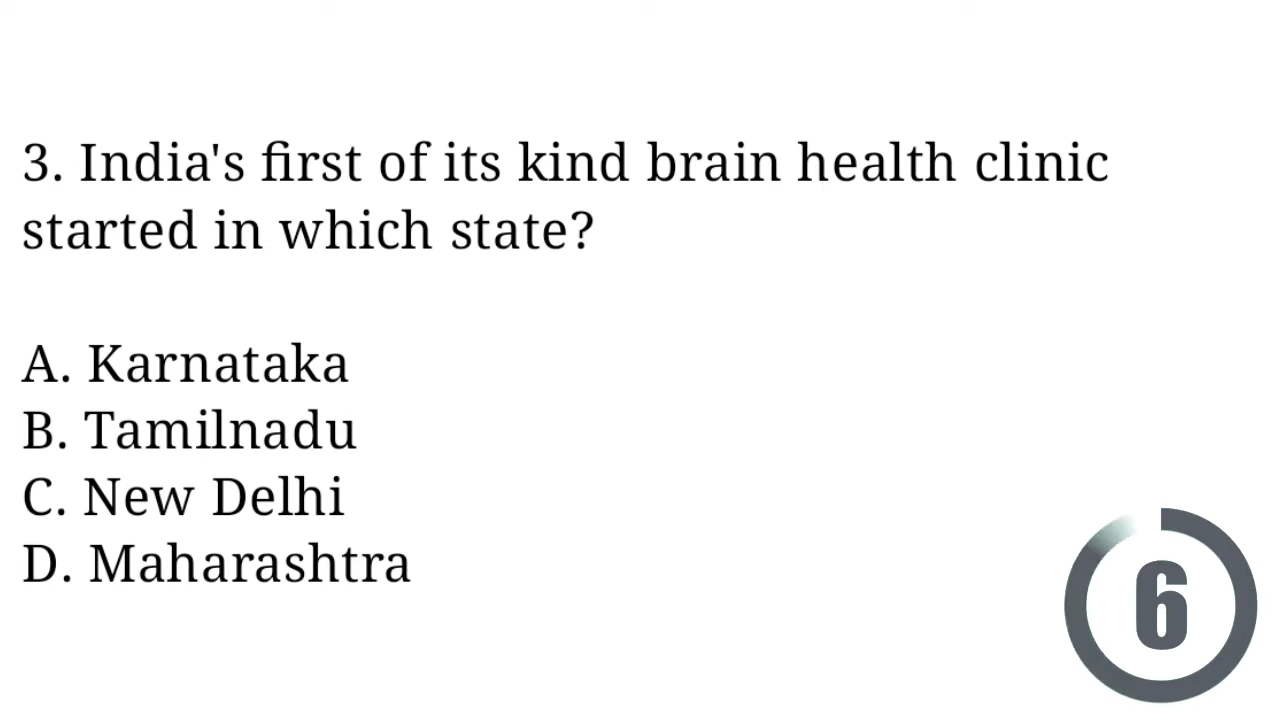 3. India's first of its kind brain health clinic
started in which state?
A. Karnataka
B. Tamilnadu
C. New Delhi
D. Maharashtra
6